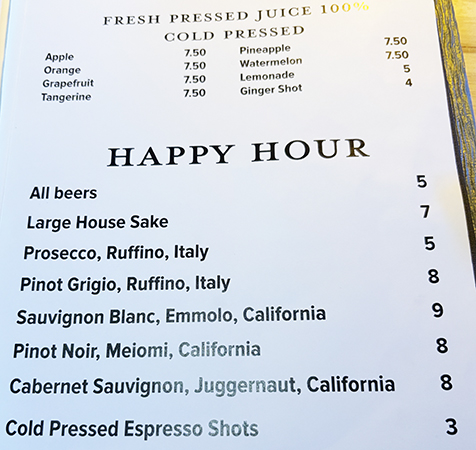 FRESH PRESSED JUICE 100%
COLD PRESSED
Apple 7.50 Pineapple 7.50
Orange 7.50 Watermelon 7.50
Grapefruit 7.50 Lemonade 5
Tangerine 7.50 Ginger Shot 4
HAPPY HOUR
All beers 5
Large House Sake 7
Prosecco, Ruffino, Italy 5
Pinot Grigio, Ruffino, Italy 8
Sauvignon Blanc, Emmolo, California 9
Pinot Noir, Meiomi, California 8
Cabernet Sauvignon, Juggernaut, California 8
Cold Pressed Espresso Shots 3